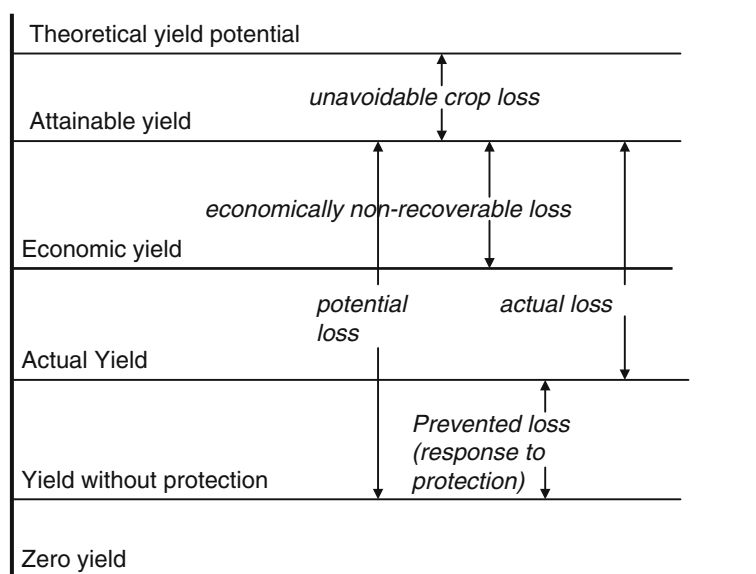 Theoretical yield potential
unavoidable crop loss
Attainable yield
economically non-recoverable loss
Economic yield
potential
loss
actual loss
Actual Yield
Prevented loss
(response to
protection)
Yield without protection
Zero yield